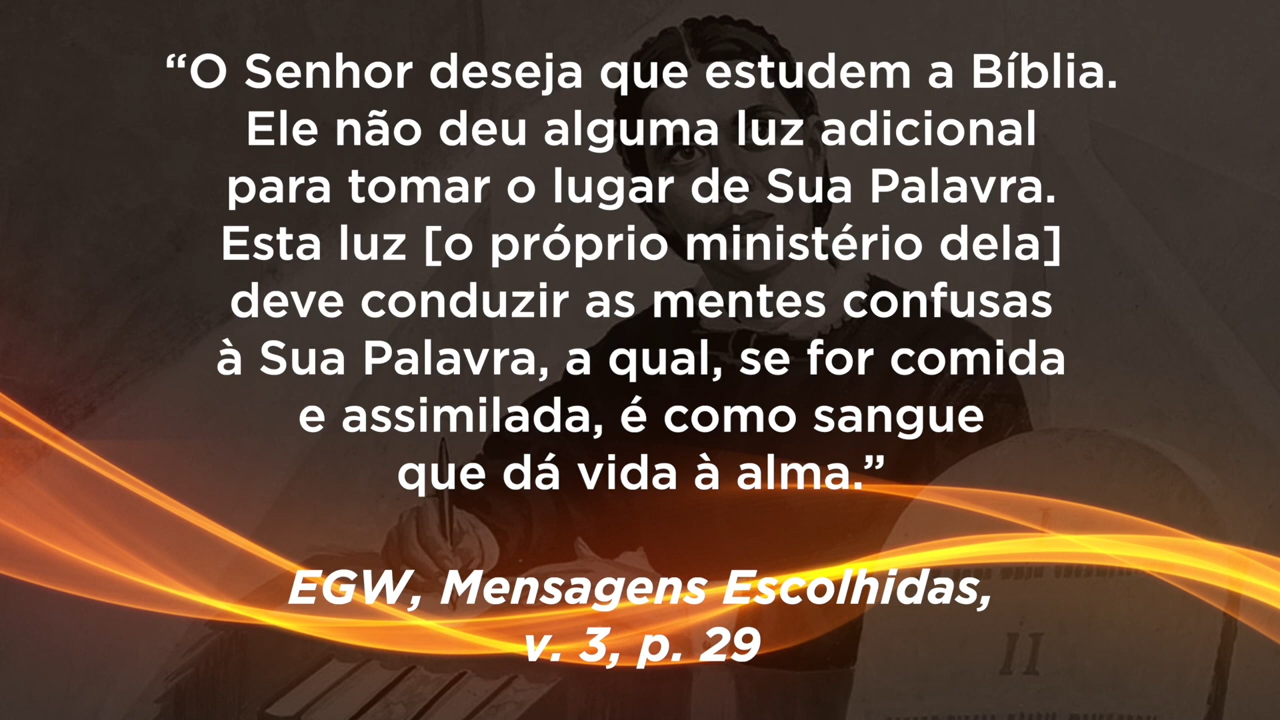 “O Senhor deseja que estudem a Bíblia.
Ele não deu alguma luz adicional
para tomar o lugar de Sua Palavra.
Esta luz [o próprio ministério dela]
deve conduzir as mentes confusas
à Sua Palavra, a qual, se for comida
e assimilada, é como sangue
que dá vida à alma.”
EGW, Mensagens Escolhidas,
v. 3, p. 29
II